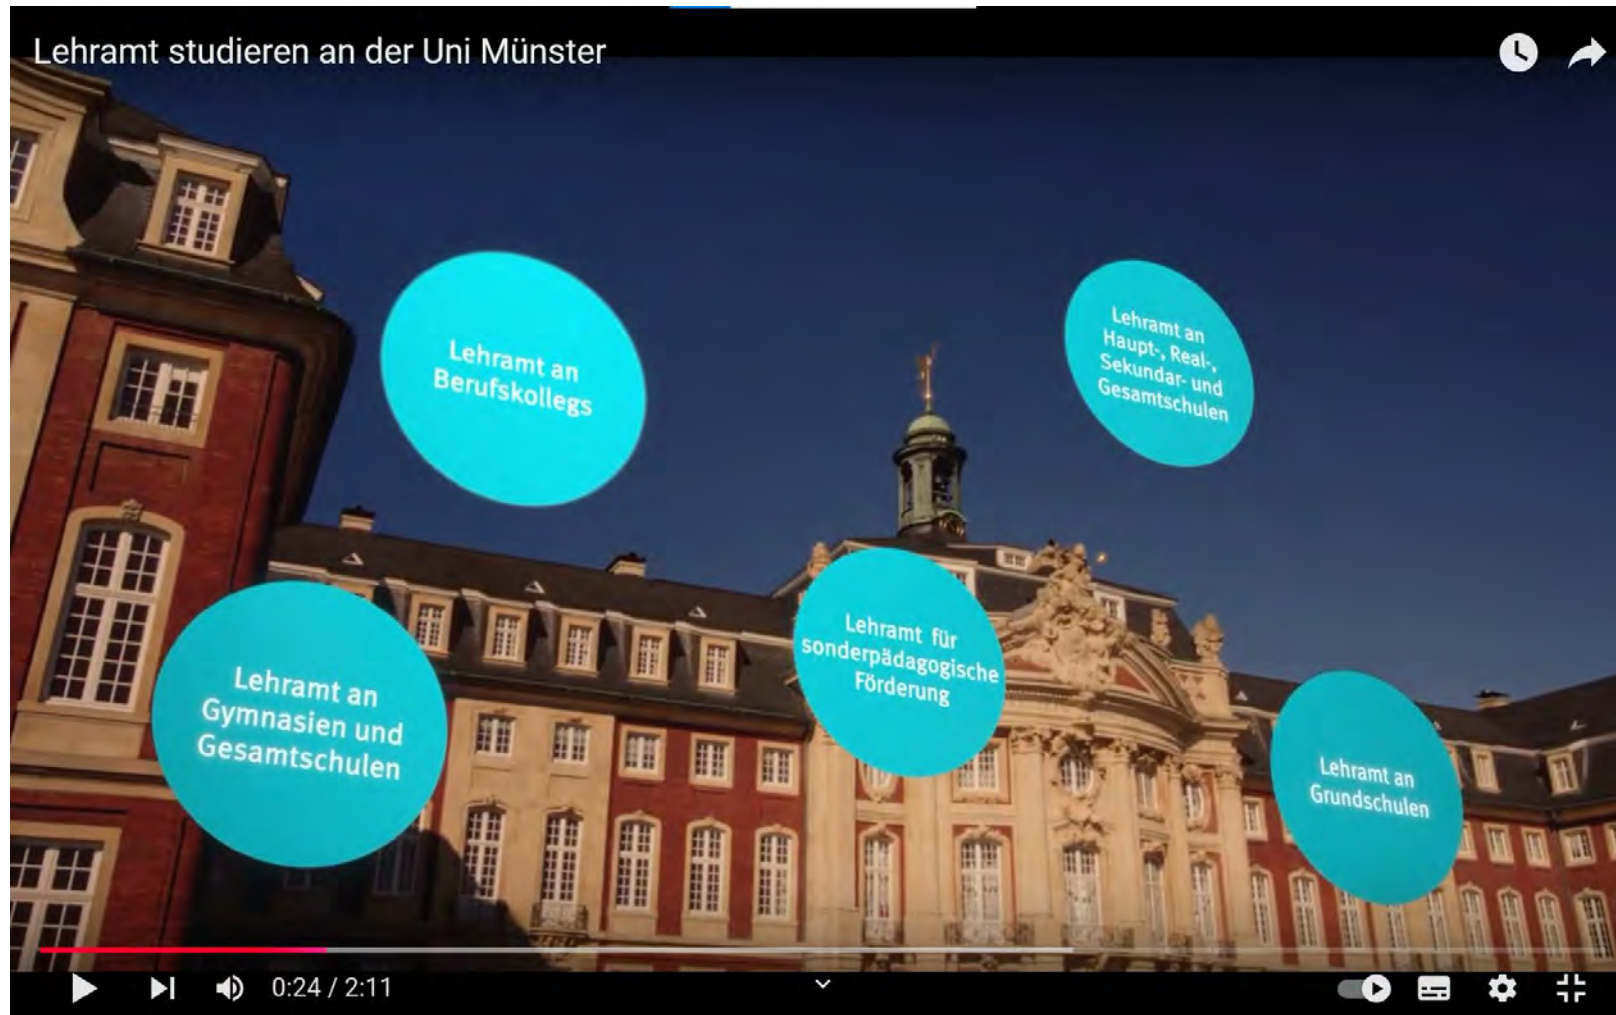 Lehramt studieren an der Uni Münster
Lehramt an
Berufskollegs
Lehramt an
Haupt-, Real-,
Sekundar- und
Gesamtschulen
Lehramt an
Gymnasien und
Gesamtschulen
Lehramt für
sonderpädagogische
Förderung
Lehramt an
Grundschulen
0:24 / 2:11